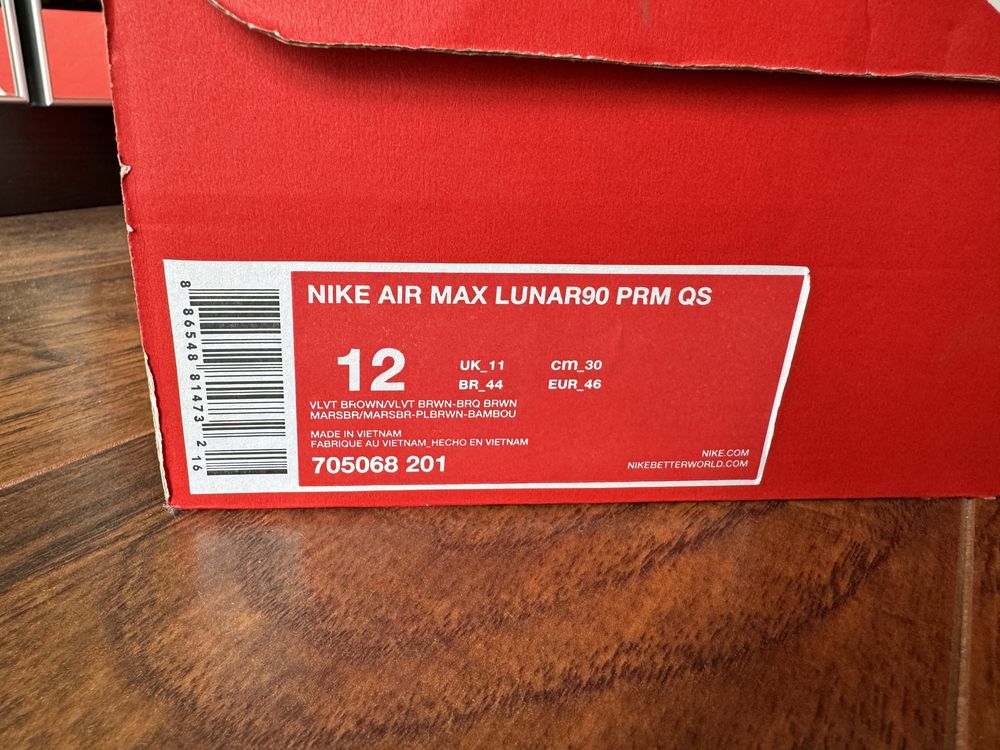 NIKE AIR MAX LUNAR90 PRM QS
12
UK_11 cm_30
BR_44 EUR_46
VLVT BROWN/VLVT BRWN-BRQ BRWN
MARSBR/MARSBR-PLBRWN-BAMBOU
MADE IN VIETNAM
FABRIQUE AU VIETNAM_HECHO EN VIETNAM
705068 201
NIKE.COM
NIKEBETTERWORLD.COM
8 86548 81473 2 16